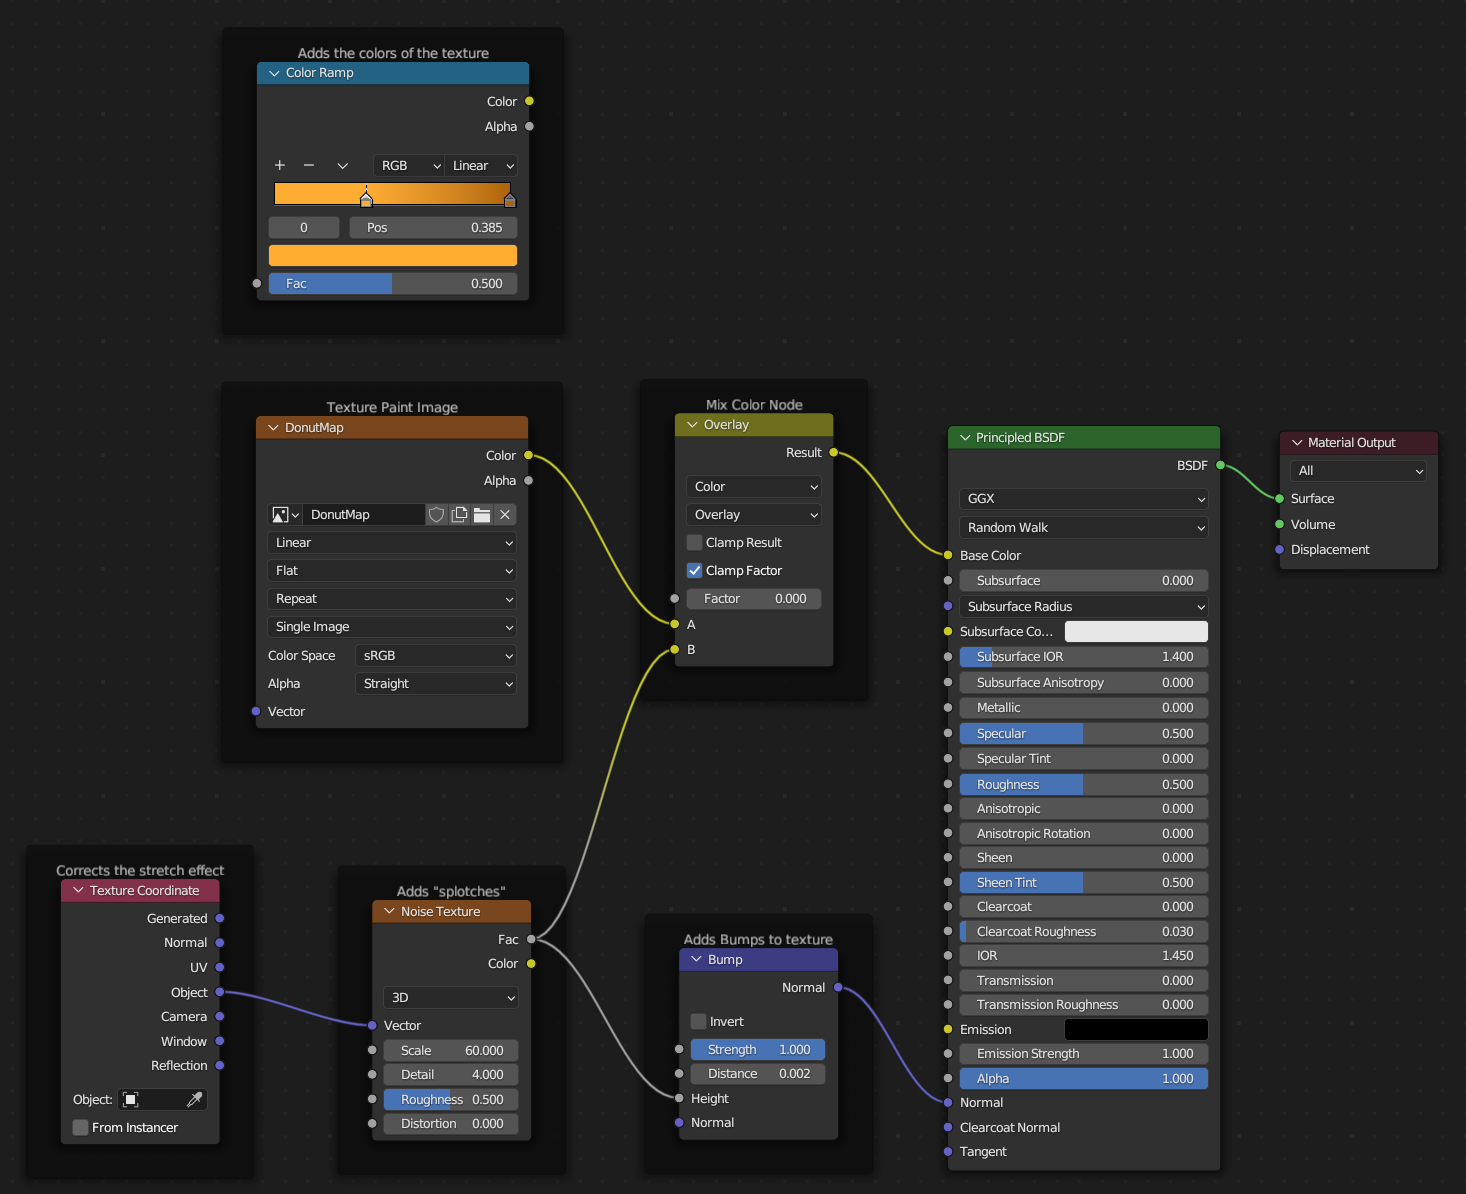 Adds the colors of the texture
Color Ramp
Color
Alpha
RGB Linear
0 Pos 0.385
Fac 0.500
Texture Paint Image
DonutMap
Color
Alpha
DonutMap
Linear
Flat
Repeat
Single Image
Color Space sRGB
Alpha Straight
Vector
Mix Color Node
Overlay
Result
Color
Overlay
Clamp Result
Clamp Factor
Factor 0.000
A
B
Principled BSDF
BSDF
GGX
Random Walk
Base Color
Subsurface 0.000
Subsurface Radius
Subsurface Co...
Subsurface IOR 1.400
Subsurface Anisotropy 0.000
Metallic 0.000
Specular 0.500
Specular Tint 0.000
Roughness 0.500
Anisotropic 0.000
Anisotropic Rotation 0.000
Sheen 0.000
Sheen Tint 0.500
Clearcoat 0.000
Clearcoat Roughness 0.030
IOR 1.450
Transmission 0.000
Transmission Roughness 0.000
Emission
Emission Strength 1.000
Alpha 1.000
Normal
Clearcoat Normal
Tangent
Material Output
All
Surface
Volume
Displacement
Corrects the stretch effect
Texture Coordinate
Generated
Normal
UV
Object
Camera
Window
Reflection
Object:
From Instancer
Adds "splotches"
Noise Texture
Fac
Color
3D
Vector
Scale 60.000
Detail 4.000
Roughness 0.500
Distortion 0.000
Adds Bumps to texture
Bump
Normal
Invert
Strength 1.000
Distance 0.002
Height
Normal